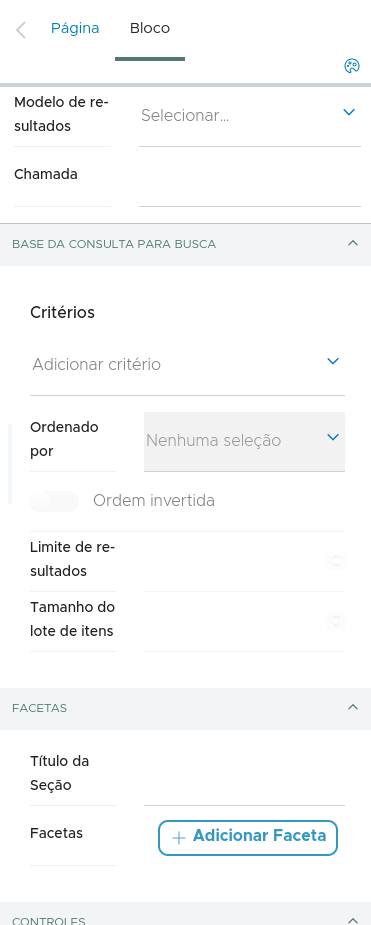 Página Bloco
Modelo de re-
sultados
Selecionar...
Chamada
BASE DA CONSULTA PARA BUSCA
Critérios
Adicionar critério
Ordenado
por
Nenhuma seleção
Ordem invertida
Limite de re-
sultados
Tamanho do
lote de itens
FACETAS
Título da
Seção
Facetas
Adicionar Faceta
CONTROLES